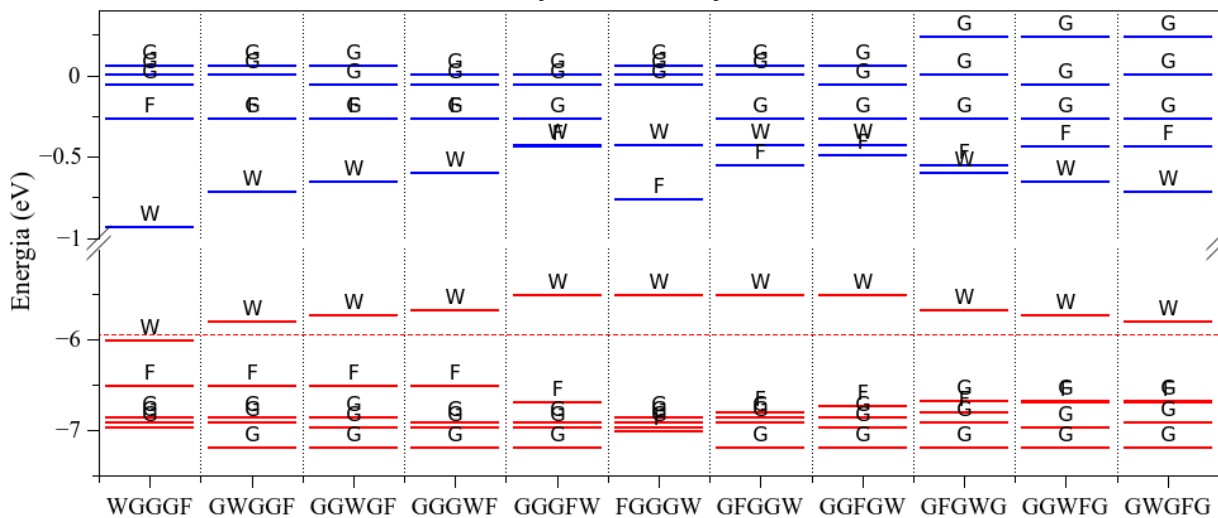 G G G G G G G G G G G
G G G G G G G G G G G
G G G G G G G G G
0
F F G F G F G G G G G G G
W W F W W W F F
−0.5
W W W F F F W W W
W
−1
Energia (eV)
W W W W W W W W
W W W
−6
F F F F F G F G F G F
G G G G G G G G G G G
−7
G G G G G G G G G
WGGGF GWGGF GGWGF GGGWF GGGFW FGGGW GFGGW GGFGW GFGWG GGWFG GWGFG